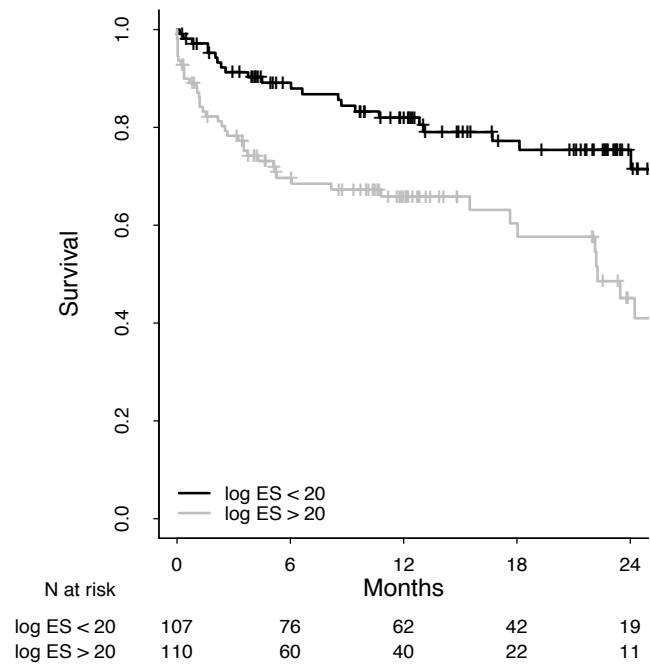 1.0
0.8
0.6
0.4
0.2
0.0
Survival
log ES < 20
log ES > 20
0 6 12 18 24
N at risk Months
log ES < 20 107 76 62 42 19
log ES > 20 110 60 40 22 11